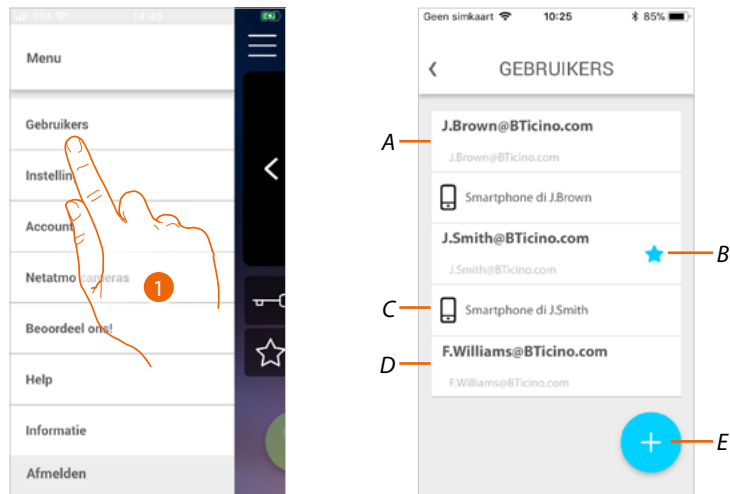 TIM 14:40
Menu
Gebruikers
Instellin
Account
Netatmo cameras
Beoordeel ons!
Help
Informatie
Afmelden
1
Geen simkaart 10:25 85%
GEBRUIKERS
A
J.Brown@BTicino.com
J.Brown@BTicino.com
Smartphone di J.Brown
J.Smith@BTicino.com
B
J.Smith@BTicino.com
C
Smartphone di J.Smith
D
F.Williams@BTicino.com
F.Williams@BTicino.com
E